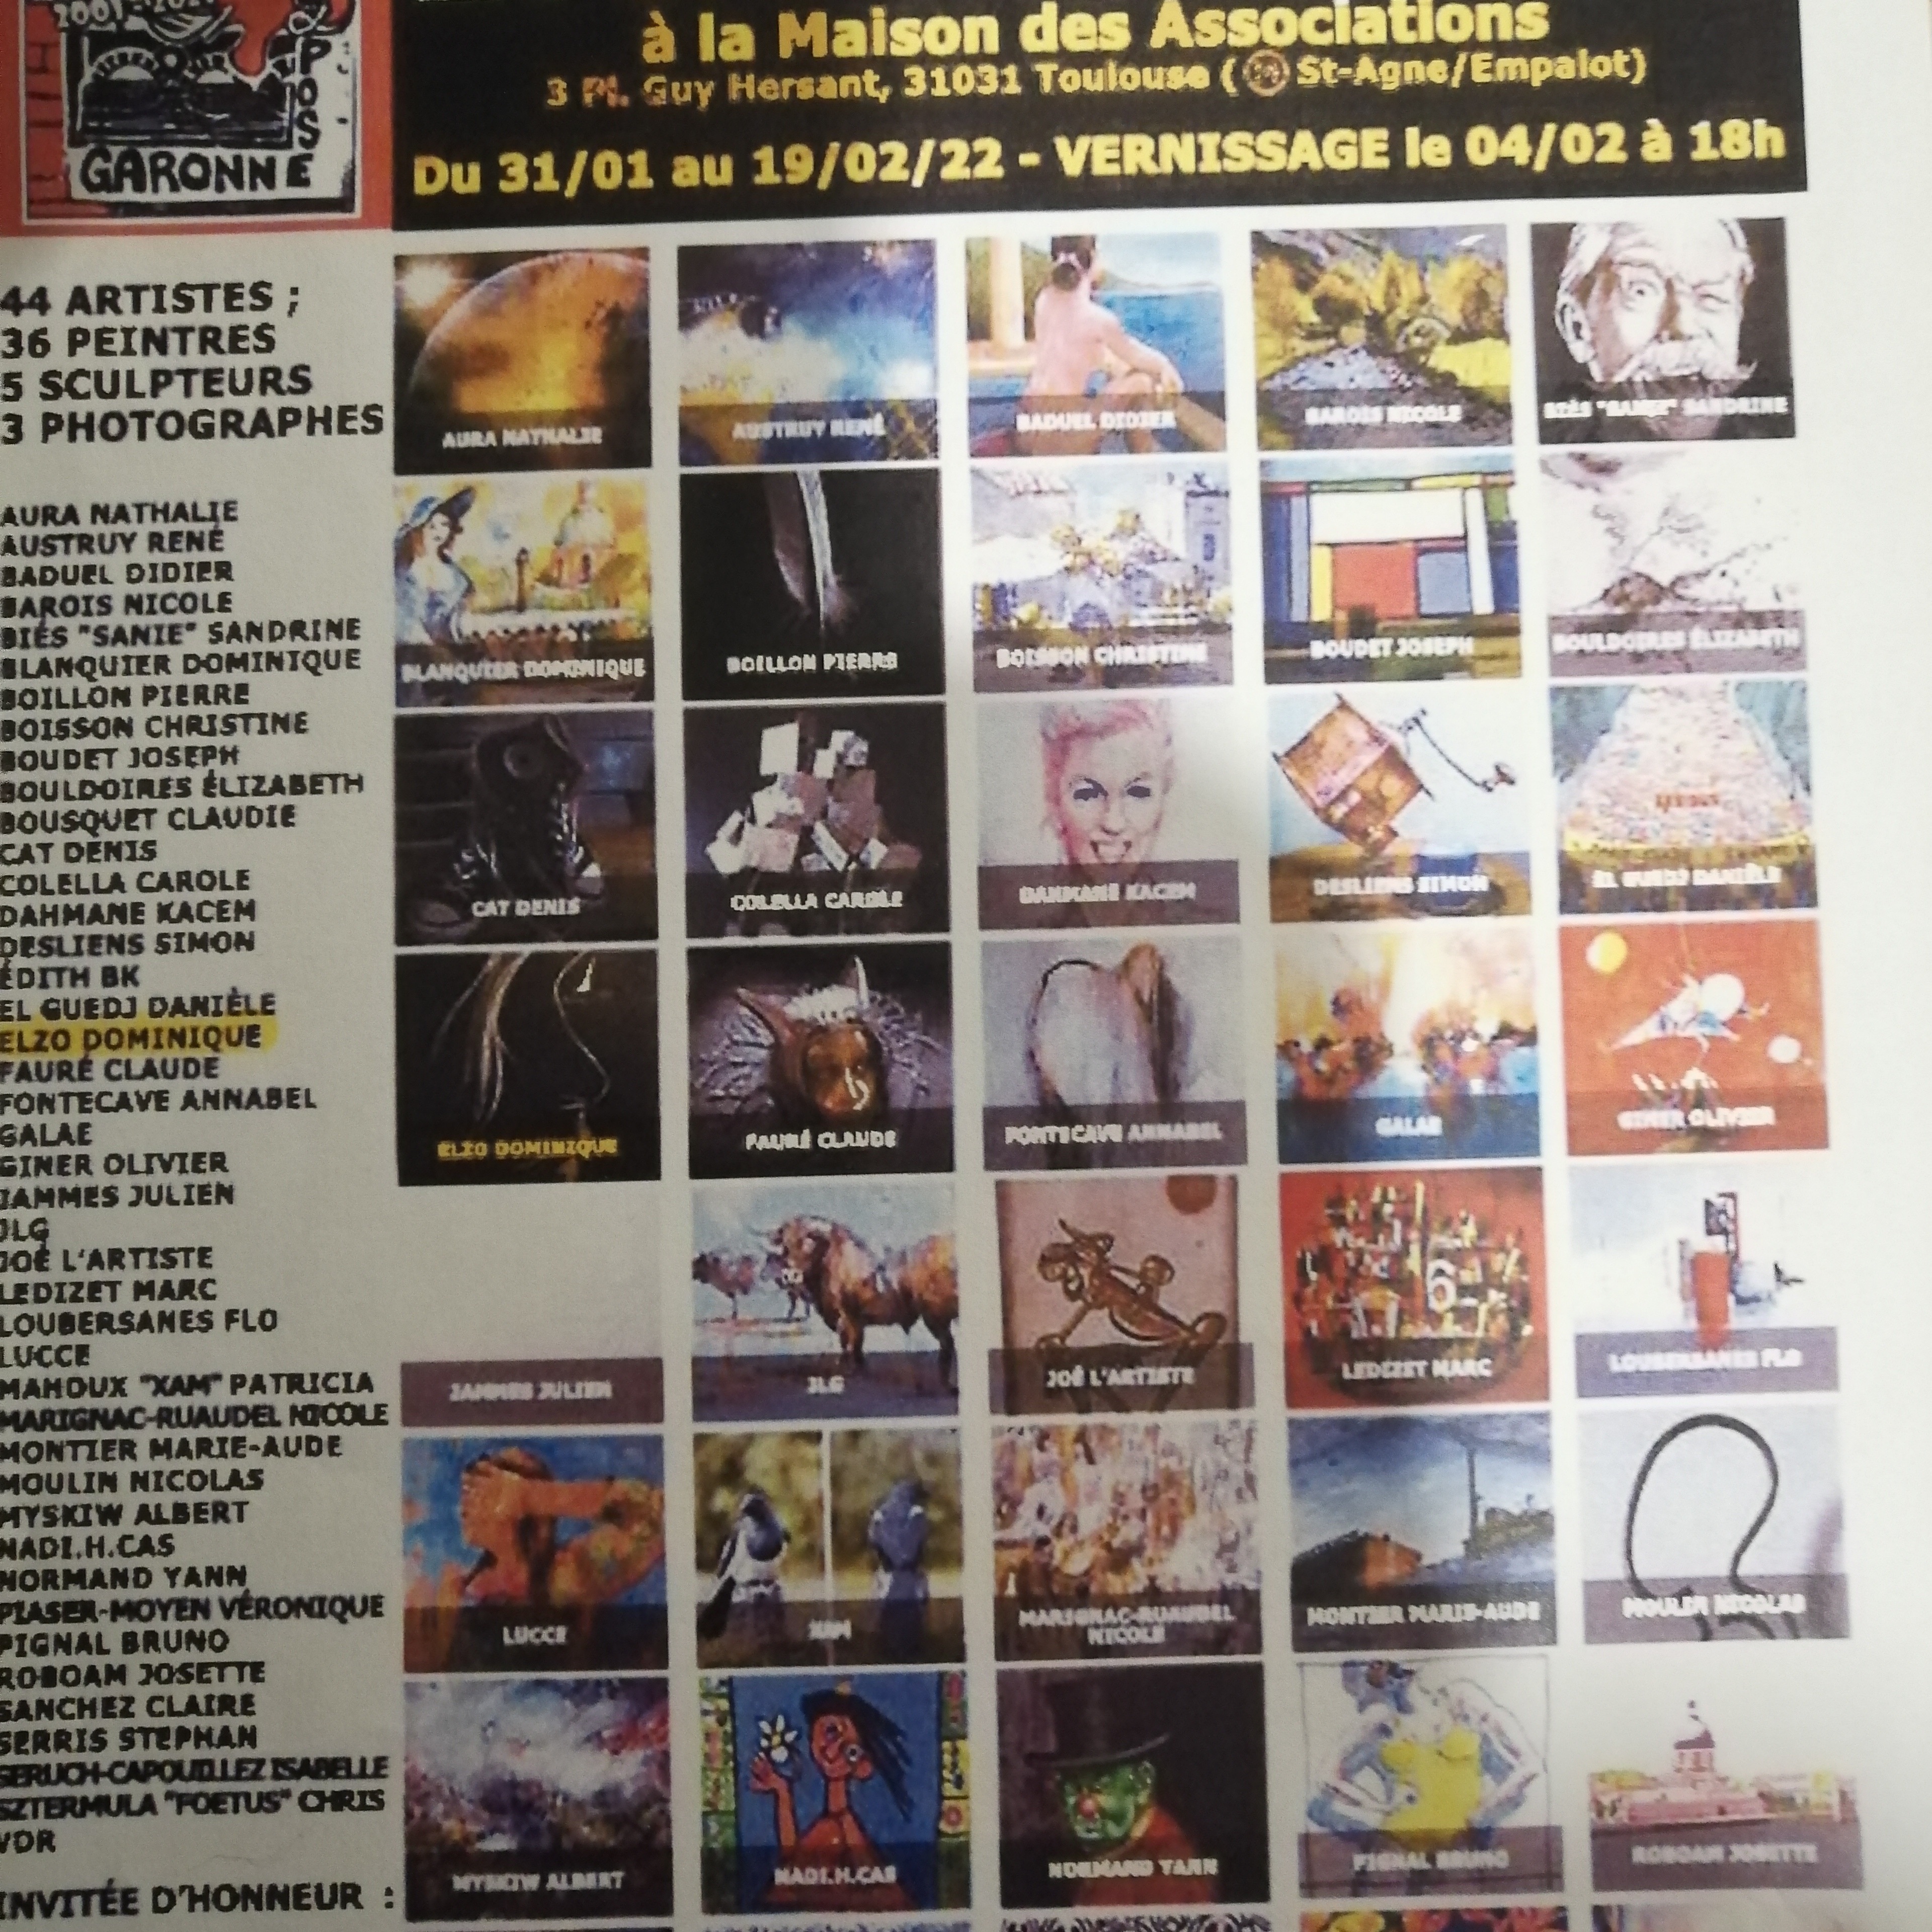 EXPOSE
GARONNE
à la Maison des Associations
3 Pl. Guy Hersant, 31031 Toulouse ( St-Agne/Empalot)
Du 31/01 au 19/02/22 - VERNISSAGE le 04/02 à 18h
44 ARTISTES ;
36 PEINTRES
5 SCULPTEURS
3 PHOTOGRAPHES
AURA NATHALIE
AUSTRUY RENÉ
BADUEL DIDIER
BAROIS NICOLE
BIÉS "SANIE" SANDRINE
BLANQUIER DOMINIQUE
BOILLON PIERRE
BOISSON CHRISTINE
BOUDET JOSEPH
BOULDOIRES ÉLIZABETH
BOUSQUET CLAUDIE
CAT DENIS
COLELLA CAROLE
DAHMANE KACEM
DESLIENS SIMON
ÉDITH BK
EL GUEDJ DANIÈLE
ELZO DOMINIQUE
FAURÉ CLAUDE
FONTECAVE ANNABEL
GALAE
GINER OLIVIER
JAMMES JULIEN
JLG
JOÉ L'ARTISTE
LEDIZET MARC
LOUBERSANES FLO
LUCCE
MAHOUX "XAM" PATRICIA
MARIGNAC-RUAUDEL NICOLE
MONTIER MARIE-AUDE
MOULIN NICOLAS
MYSKIW ALBERT
NADI.H.CAS
NORMAND YANN
PIASER-MOYEN VÉRONIQUE
PIGNAL BRUNO
ROBOAM JOSETTE
SANCHEZ CLAIRE
SERRIS STEPHAN
SERUCH-CAPOUILLEZ ISABELLE
SZTERMULA "FOETUS" CHRIS
VDR
INVITÉE D'HONNEUR :
AURA NATHALIE
AUSTRUY RENÉ
BADUEL DIDIER
BAROIS NICOLE
BIÈS "SANIE" SANDRINE
BLANQUIER DOMINIQUE
BOILLON PIERRE
BOISSON CHRISTINE
BOUDET JOSEPH
BOULDOIRES ÉLIZABETH
CAT DENIS
COLELLA CAROLE
DAHMANE KACEM
DESLIENS SIMON
EL GUEDJ DANIÈLE
ELZO DOMINIQUE
FAURÉ CLAUDE
FONTECAVE ANNABEL
GALAE
GINER OLIVIER
JAMMES JULIEN
JLG
JOÉ L'ARTISTE
6
LEDIZET MARC
LOUBERSANES FLO
LUCCE
XAM
MARIGNAC-RUAUDEL
NICOLE
MONTIER MARIE-AUDE
MOULIN NICOLAS
MYSKIW ALBERT
NADI.H.CAS
NORMAND YANN
PIGNAL BRUNO
ROBOAM JOSETTE